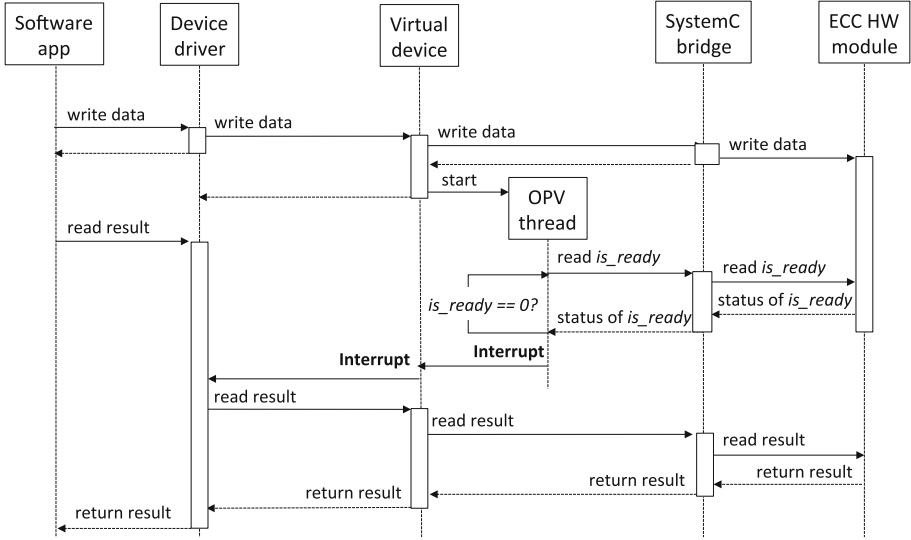 Software
app
Device
driver
Virtual
device
SystemC
bridge
ECC HW
module
write data
write data
write data
write data
start
OPV
thread
read result
read is_ready
read is_ready
is_ready == 0?
status of is_ready
status of is_ready
Interrupt
Interrupt
read result
read result
read result
return result
return result
return result
return result